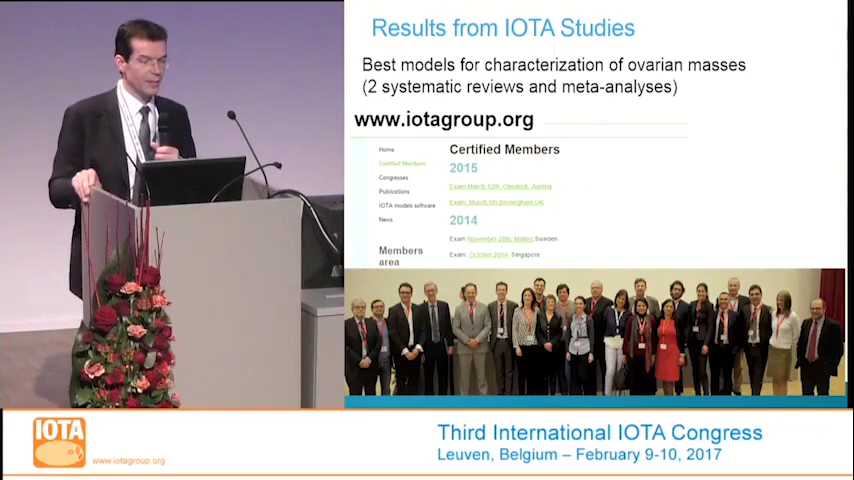 Results from IOTA Studies
Best models for characterization of ovarian masses
(2 systematic reviews and meta-analyses)
www.iotagroup.org
Home
Certified Members
Congresses
Publications
IOTA models software
News
Members
area
Certified Members
2015
Exam March 12th, Obertech, Austria
Exam, March 6th Birmingham UK
2014
Exam November 28th, Malmö Sweden
Exam, October 2014, Singapore
IOTA
www.iotagroup.org
Third International IOTA Congress
Leuven, Belgium – February 9-10, 2017